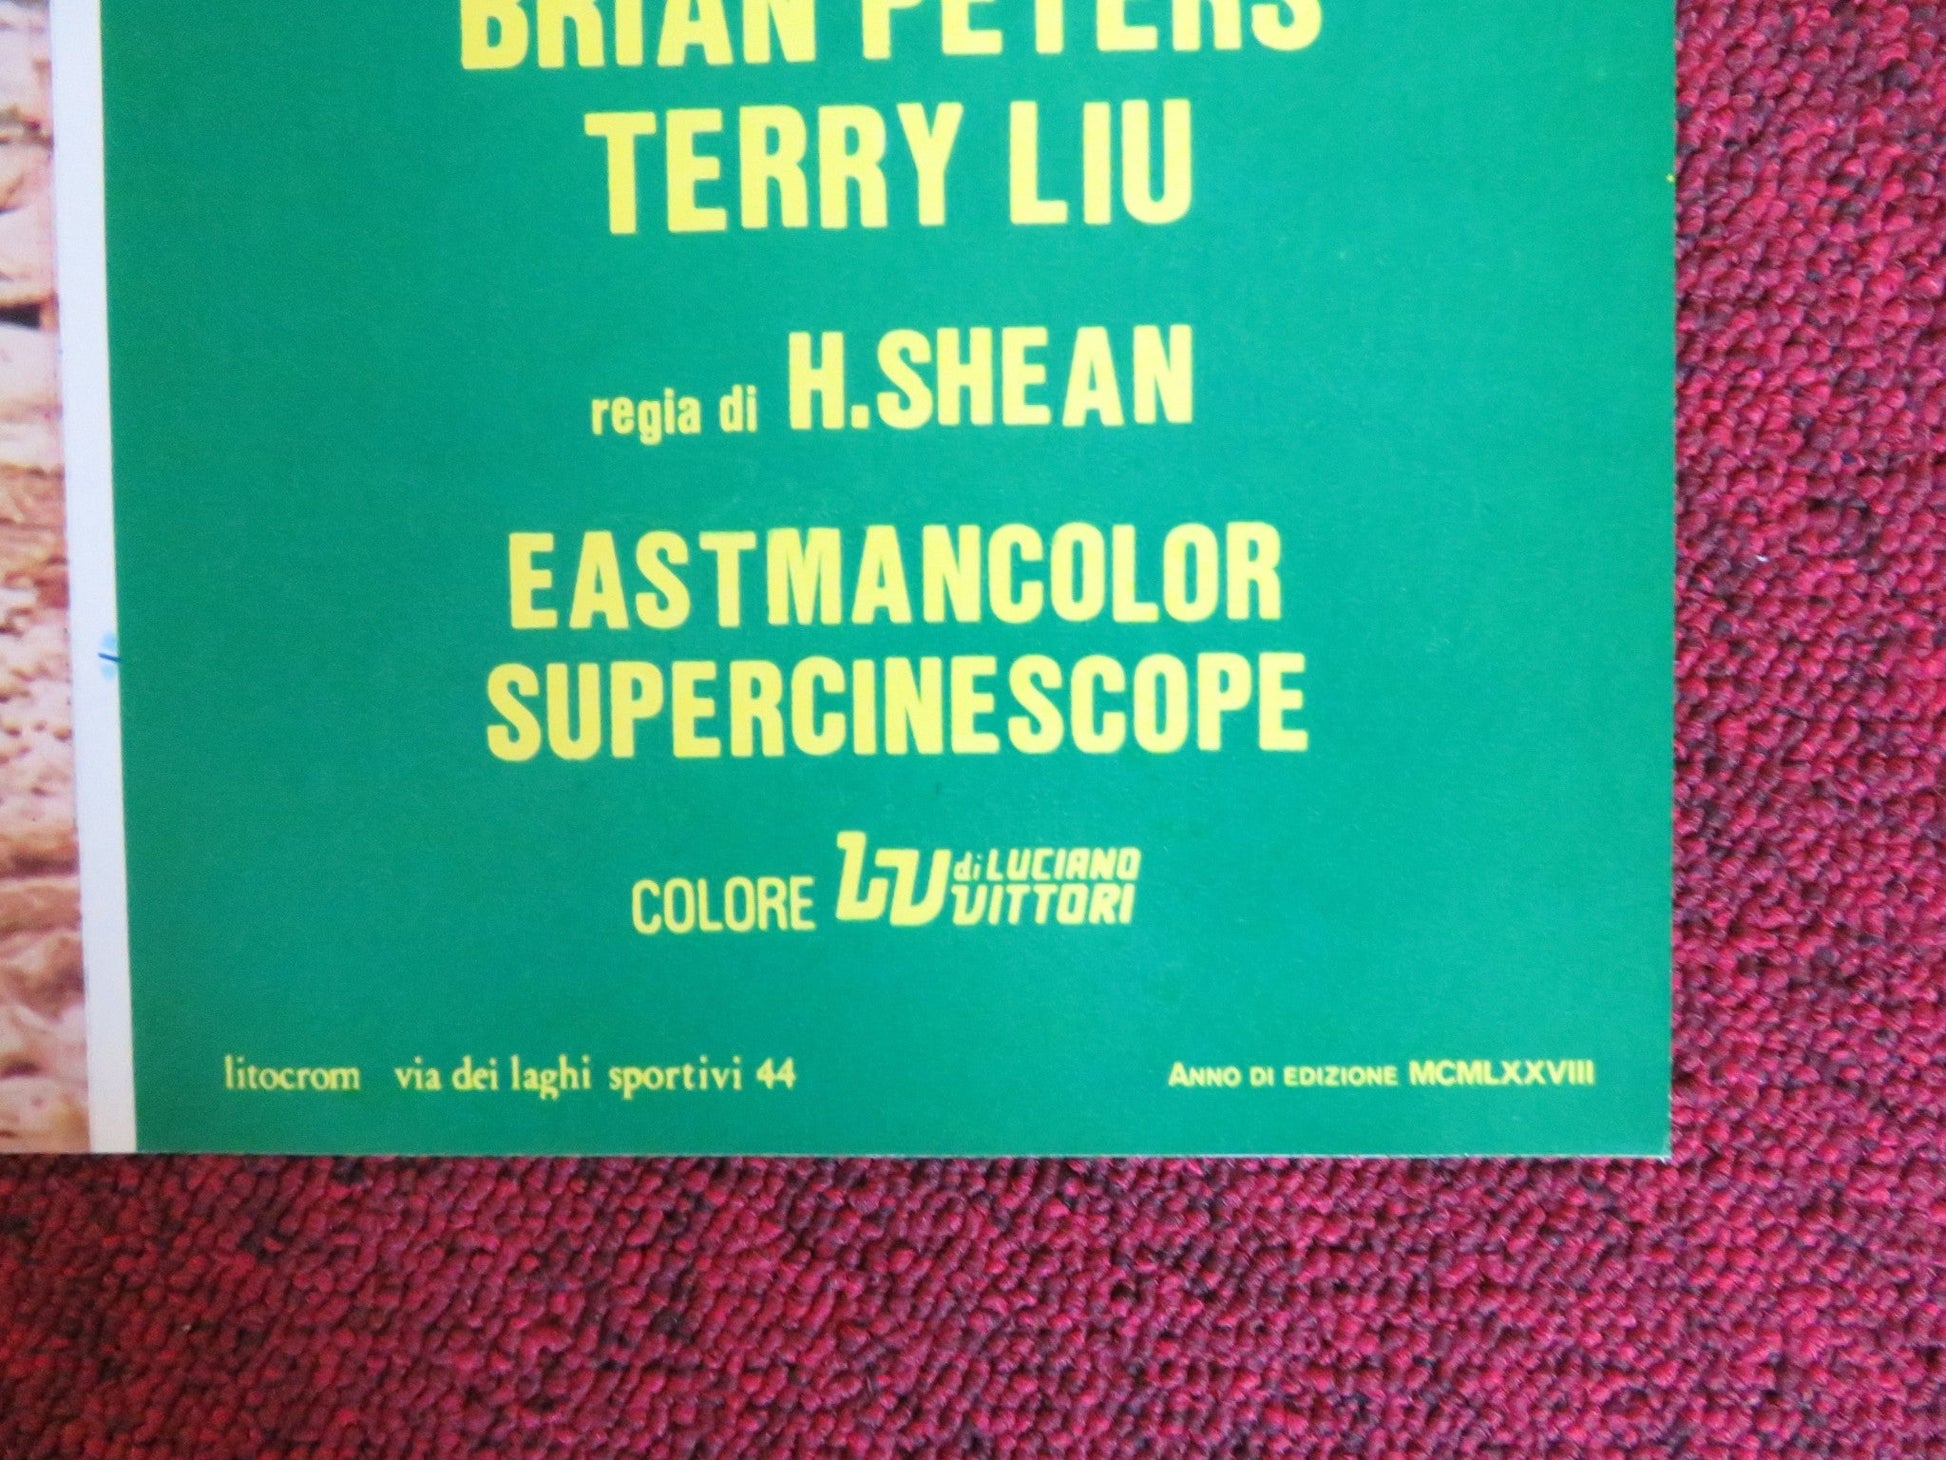 BRIAN PETERS
TERRY LIU
regia di H.SHEAN
EASTMANCOLOR
SUPERCINESCOPE
COLORE LV di LUCIANO
VITTORI
litocrom via dei laghi sportivi 44
ANNO DI EDIZIONE MCMLXXVIII